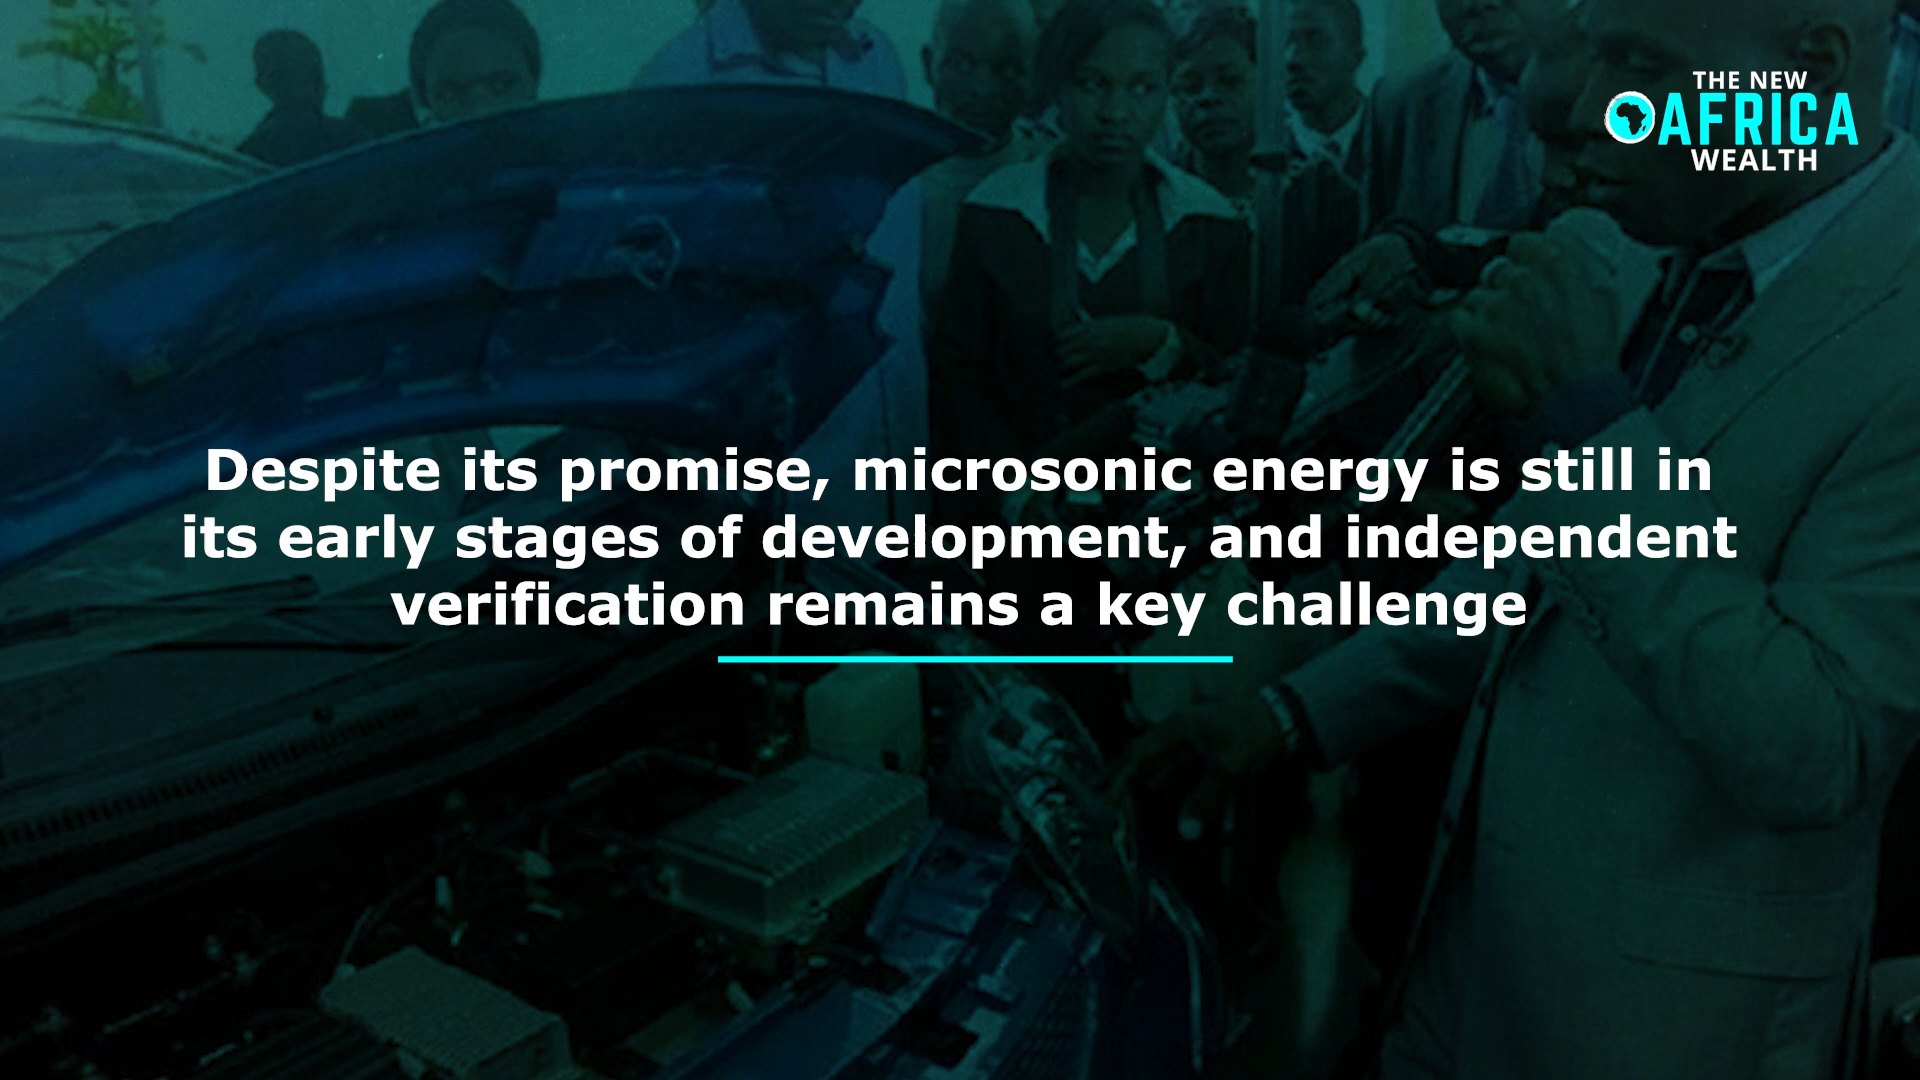 THE NEW
AFRICA
WEALTH
Despite its promise, microsonic energy is still in
its early stages of development, and independent
verification remains a key challenge